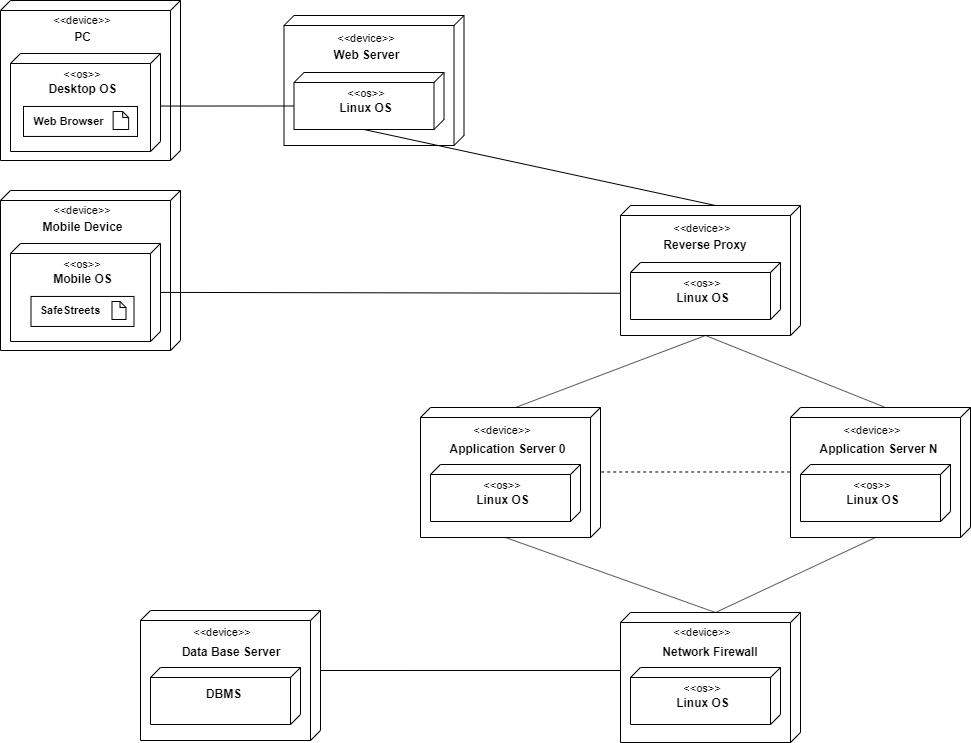 <<device>>
PC
<<os>>
Desktop OS
Web Browser
<<device>>
Web Server
<<os>>
Linux OS
<<device>>
Mobile Device
<<os>>
Mobile OS
SafeStreets
<<device>>
Reverse Proxy
<<os>>
Linux OS
<<device>>
Application Server 0
<<os>>
Linux OS
<<device>>
Application Server N
<<os>>
Linux OS
<<device>>
Data Base Server
DBMS
<<device>>
Network Firewall
<<os>>
Linux OS